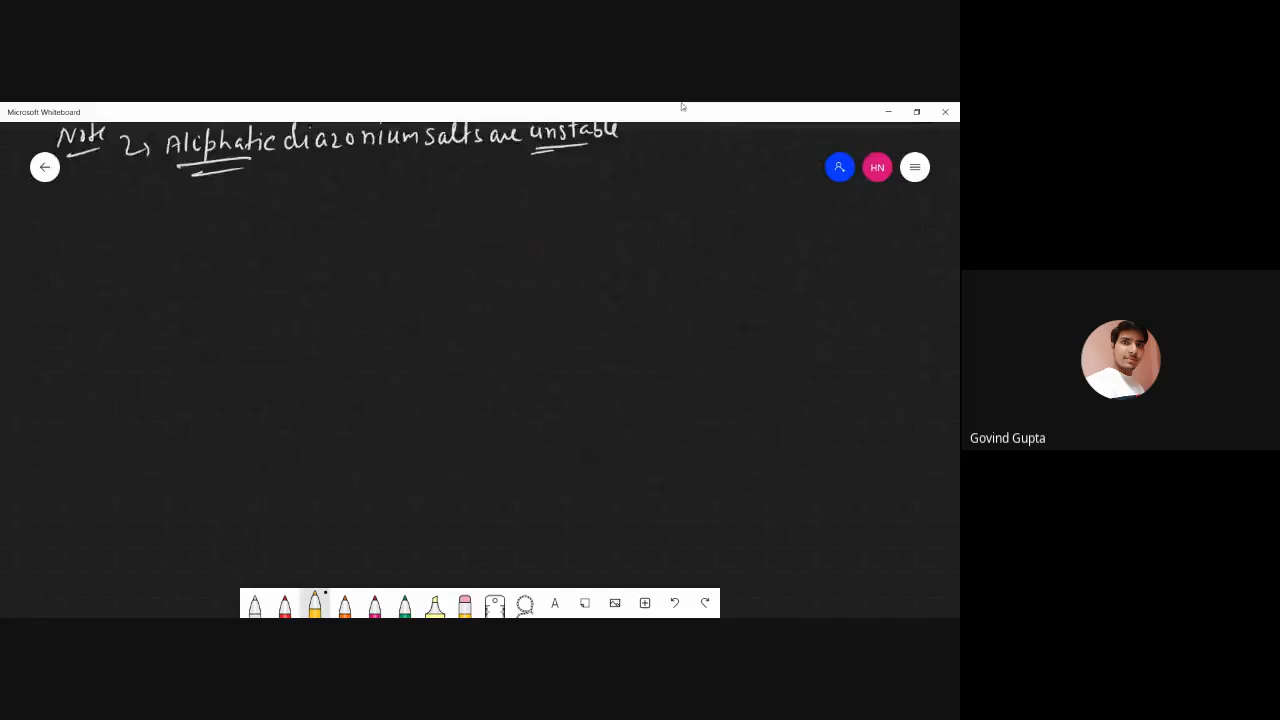 Microsoft Whiteboard
Note 2, Aliphatic diazonium salts are unstable
HN
A
Govind Gupta